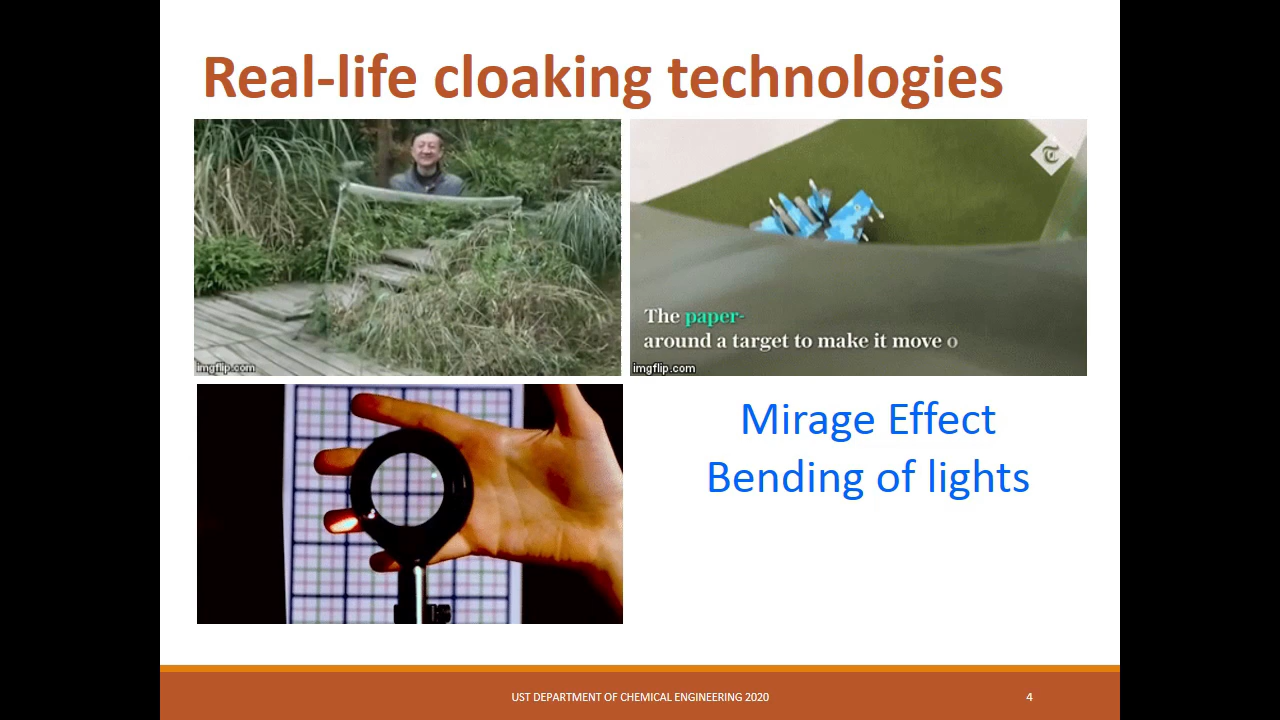 Real-life cloaking technologies
The paper-
around a target to make it move o
imgflip.com
imgflip.com
Mirage Effect
Bending of lights
UST DEPARTMENT OF CHEMICAL ENGINEERING 2020
4